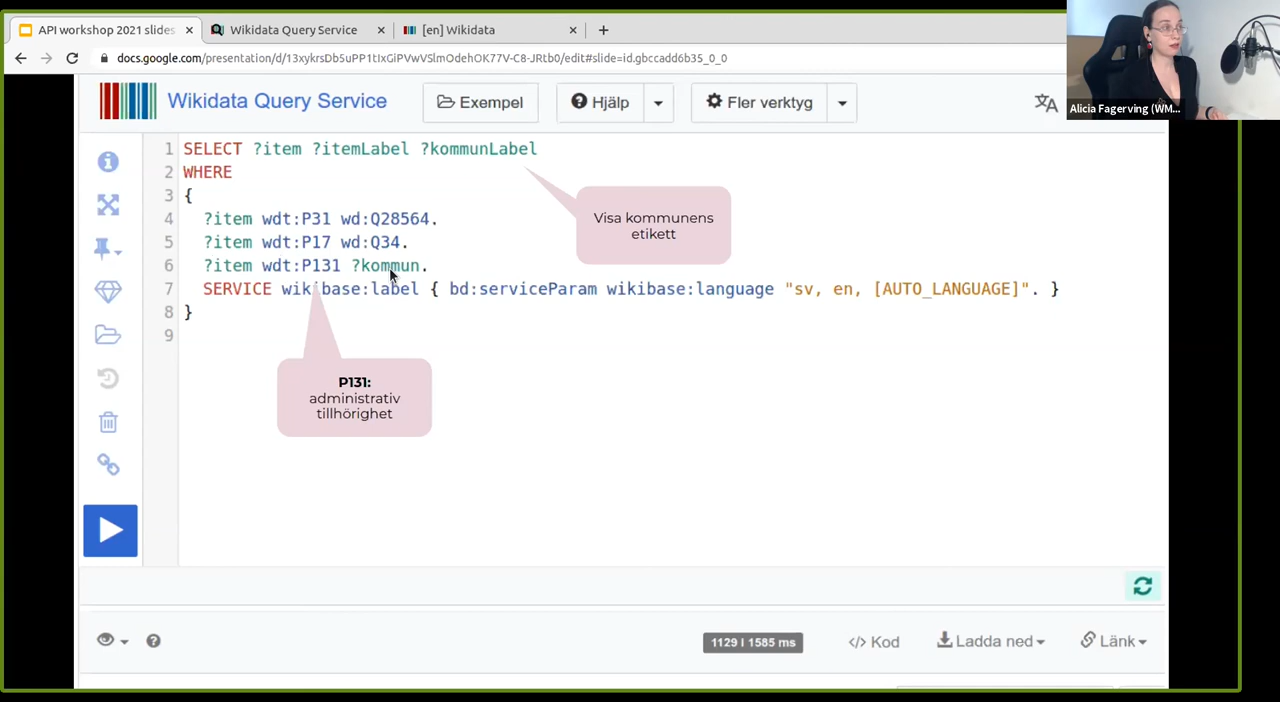 API workshop 2021 slides
Wikidata Query Service
[en] Wikidata
docs.google.com/presentation/d/13xykrsDb5uPP1tIxGiPVwVSlmOdehOK77V-C8-JRtb0/edit#slide=id.gbccadd6b35_0_0
Alicia Fagerving (WM...
Wikidata Query Service
Exempel
Hjälp
Fler verktyg
1 SELECT ?item ?itemLabel ?kommunLabel
2 WHERE
3 {
4 ?item wdt:P31 wd:Q28564.
5 ?item wdt:P17 wd:Q34.
6 ?item wdt:P131 ?kommun.
7 SERVICE wikibase:label { bd:serviceParam wikibase:language "sv, en, [AUTO_LANGUAGE]". }
8 }
9
Visa kommunens
etikett
P131:
administrativ
tillhörighet
1129 | 1585 ms
</> Kod
Ladda ned
Länk